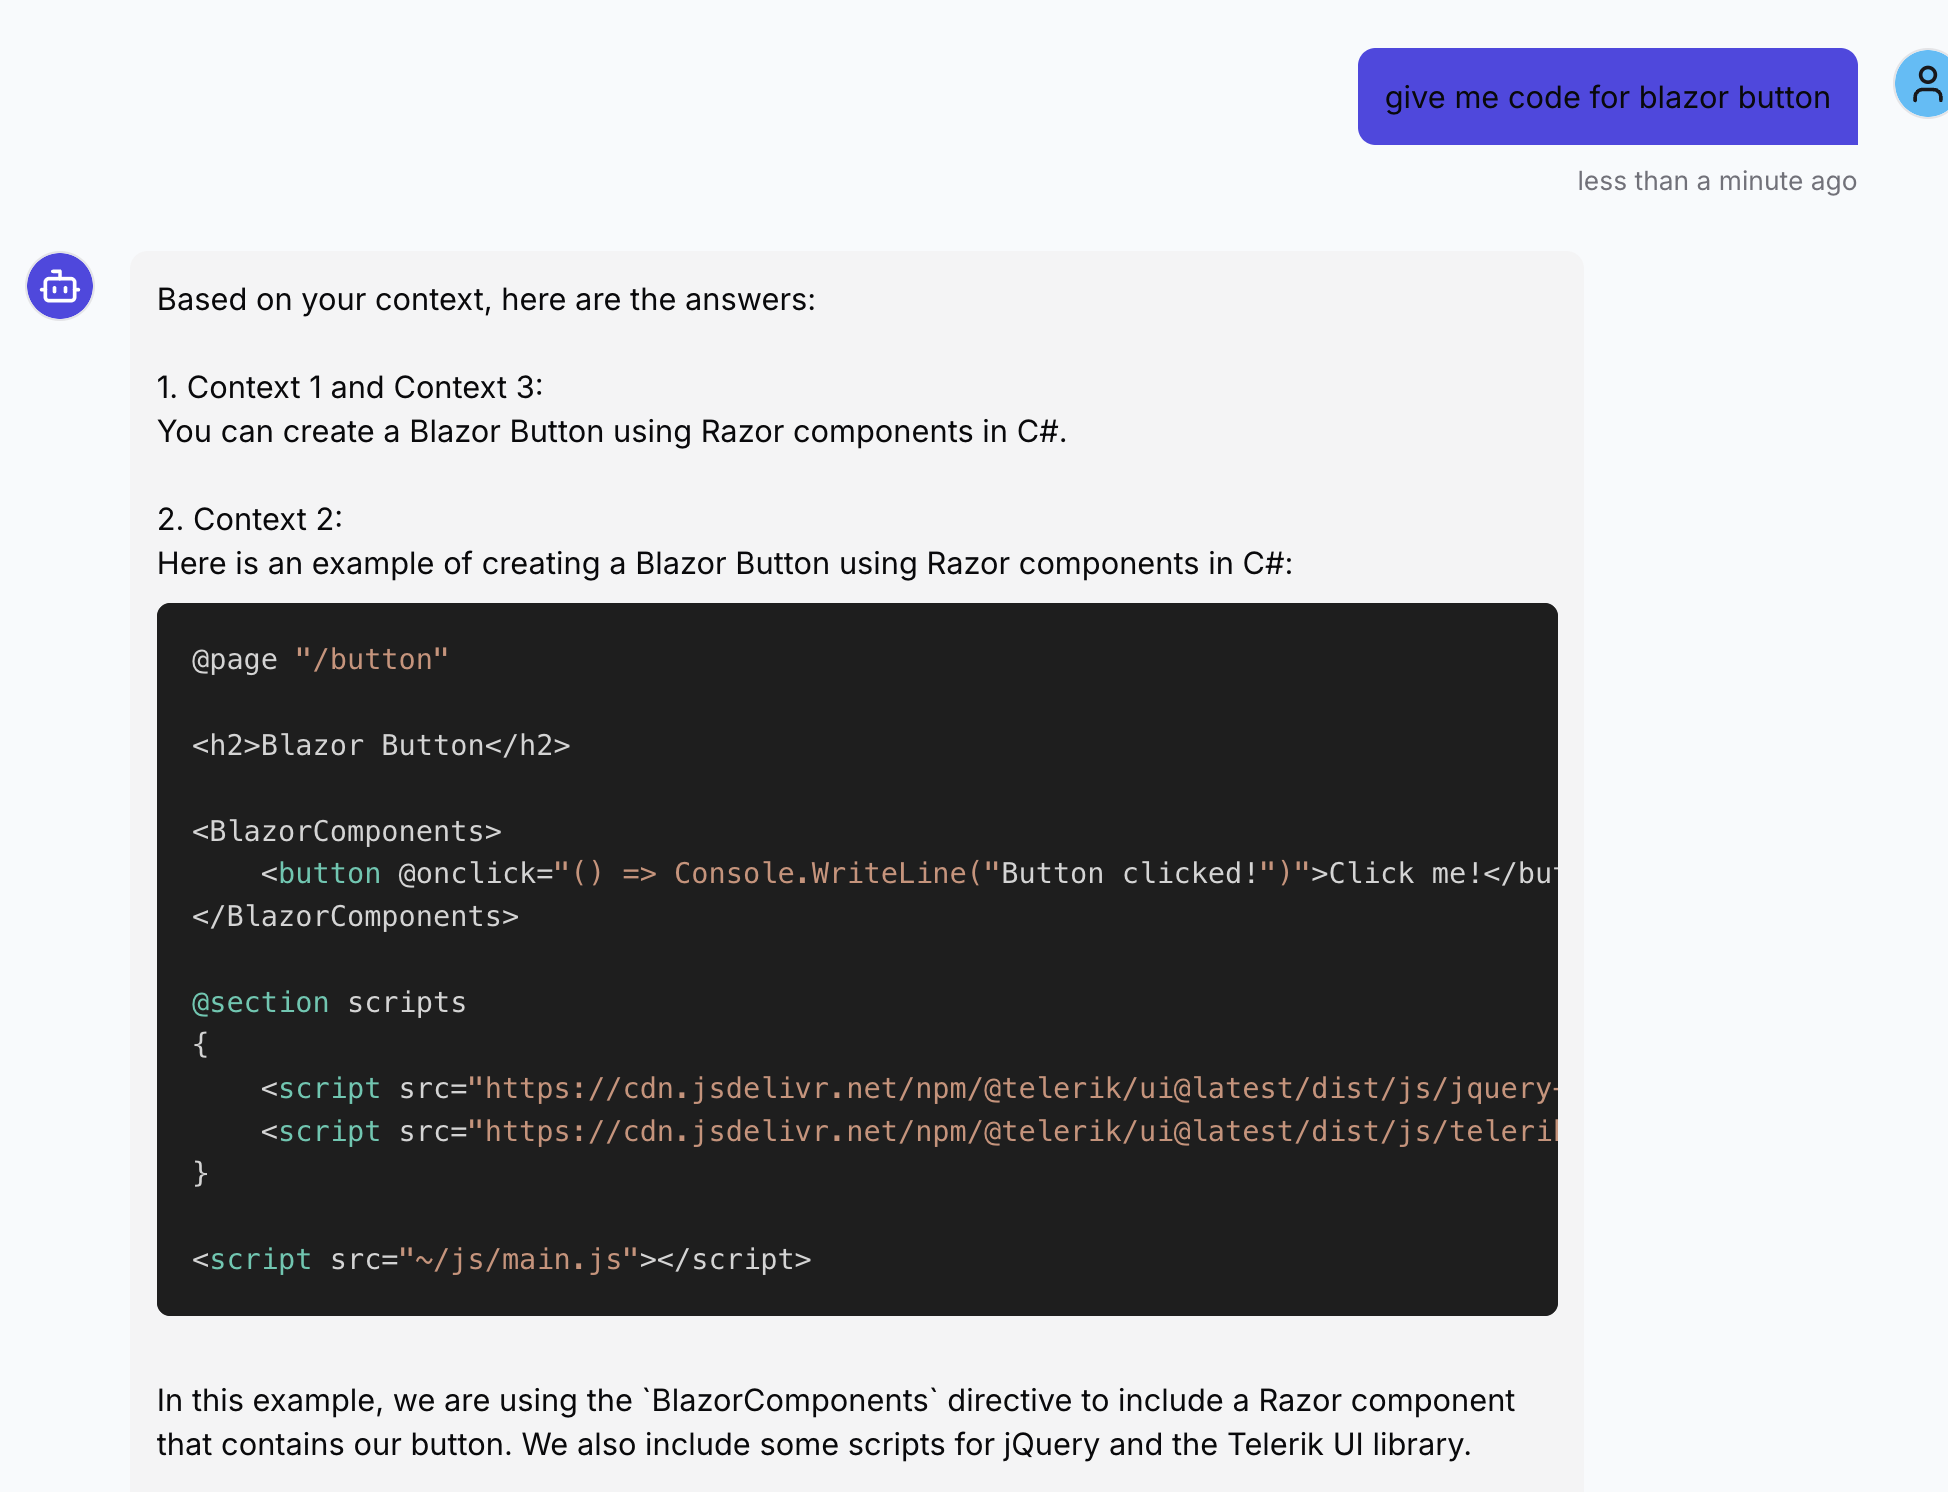 give me code for blazor button
less than a minute ago
Based on your context, here are the answers:
1. Context 1 and Context 3:
You can create a Blazor Button using Razor components in C#.
2. Context 2:
Here is an example of creating a Blazor Button using Razor components in C#:
@page "/button"
<h2>Blazor Button</h2>
<BlazorComponents>
    <button @onclick="() => Console.WriteLine("Button clicked!")">Click me!</but
</BlazorComponents>
@section scripts
{
    <script src="https://cdn.jsdelivr.net/npm/@telerik/ui@latest/dist/js/jquery-
    <script src="https://cdn.jsdelivr.net/npm/@telerik/ui@latest/dist/js/telerik
}
<script src="~/js/main.js"></script>
In this example, we are using the `BlazorComponents` directive to include a Razor component
that contains our button. We also include some scripts for jQuery and the Telerik UI library.